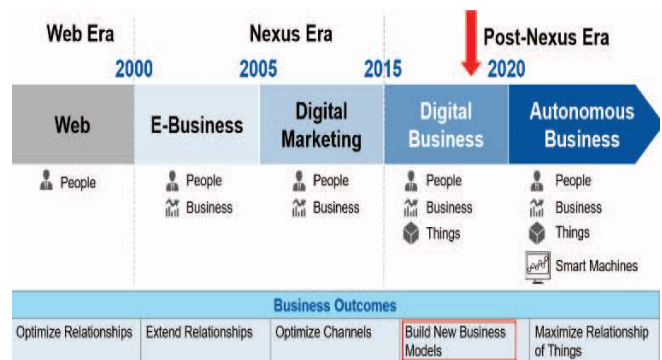 Web Era
Nexus Era
Post-Nexus Era
2000
2005
2015
2020
Web
E-Business
Digital
Marketing
Digital
Business
Autonomous
Business
People
People
Business
People
Business
People
Business
Things
People
Business
Things
Smart Machines
Business Outcomes
Optimize Relationships
Extend Relationships
Optimize Channels
Build New Business
Models
Maximize Relationship
of Things